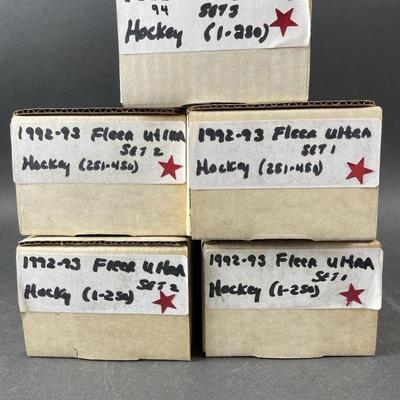 94 SET 3
Hockey (1-250)
1992-93 Fleer Ultra
SET 2
Hockey (251-450)
1992-93 Fleer Ultra
SET 1
Hockey (251-450)
1992-93 Fleer Ultra
SET 2
Hockey (1-250)
1992-93 Fleer Ultra
SET 1
Hockey (1-250)